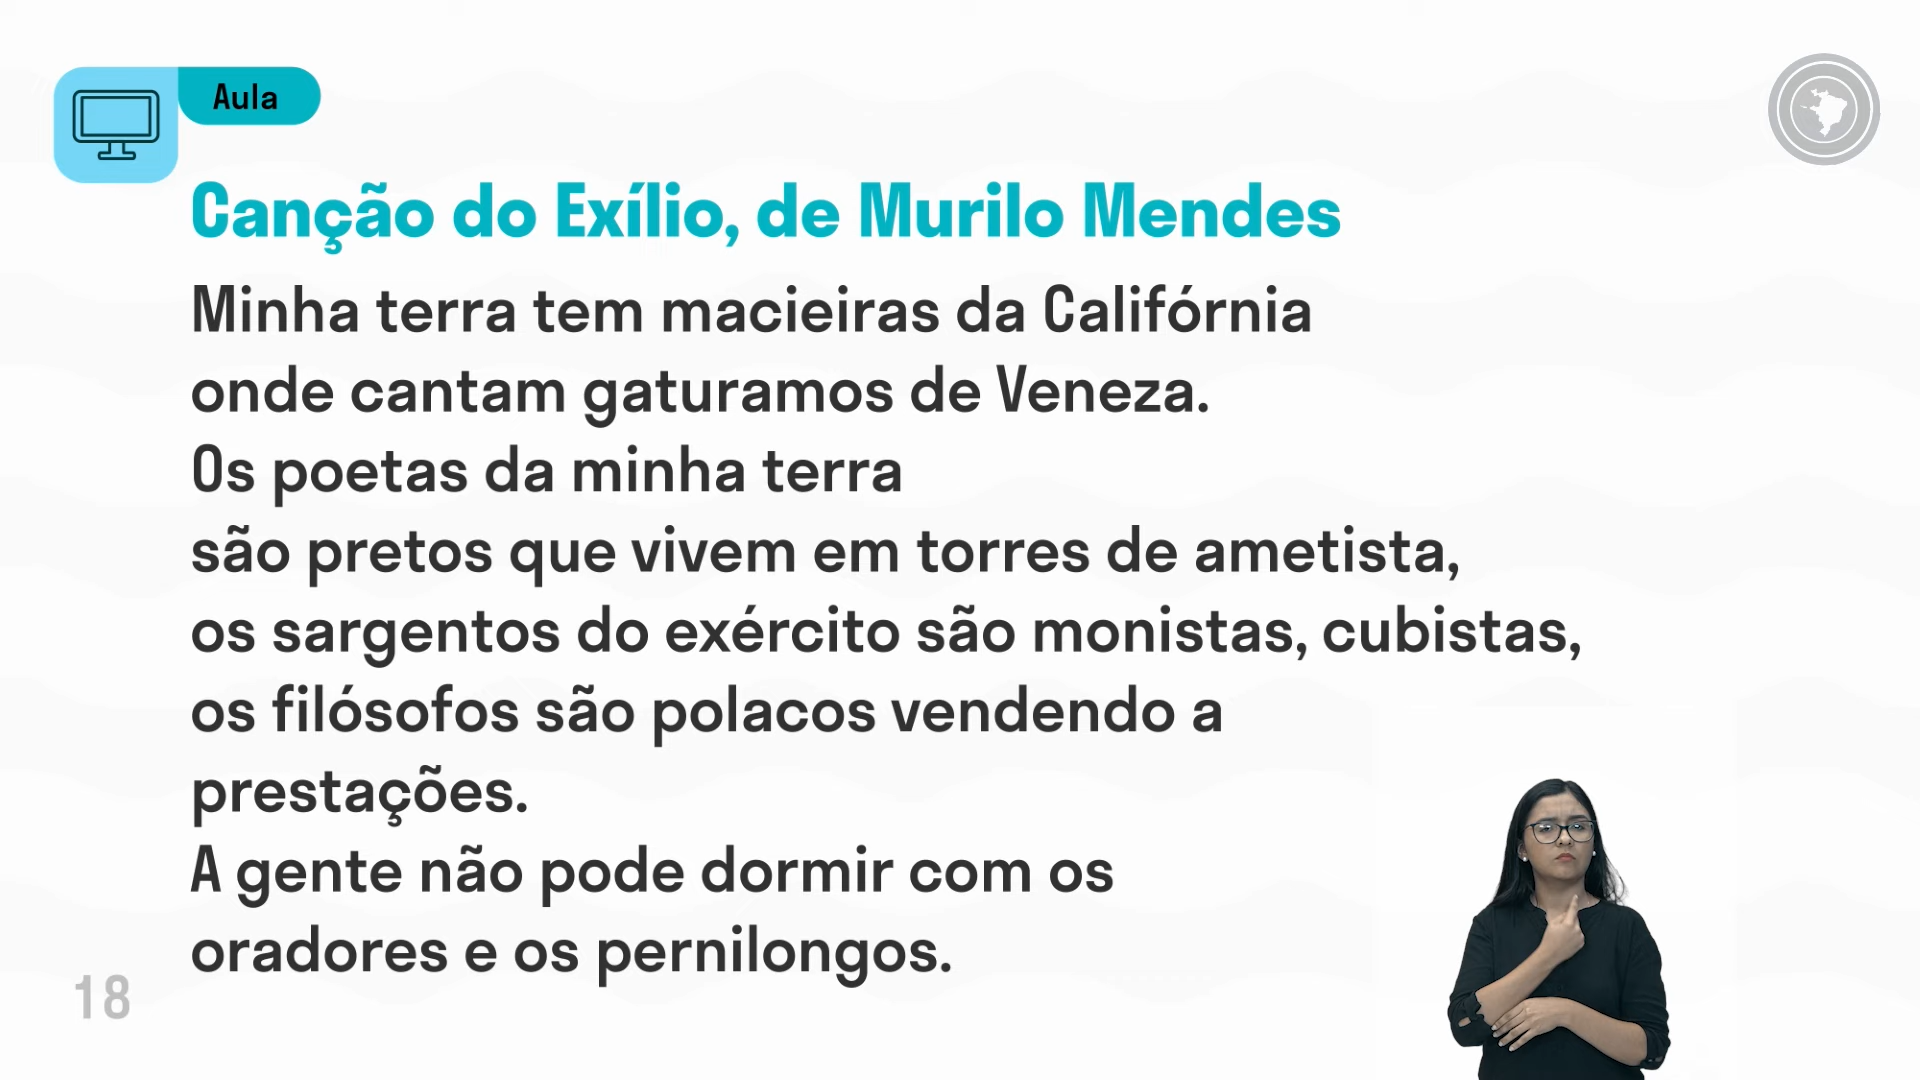 Aula
Canção do Exílio, de Murilo Mendes
Minha terra tem macieiras da Califórnia
onde cantam gaturamos de Veneza.
Os poetas da minha terra
são pretos que vivem em torres de ametista,
os sargentos do exército são monistas, cubistas,
os filósofos são polacos vendendo a
prestações.
A gente não pode dormir com os
oradores e os pernilongos.
18